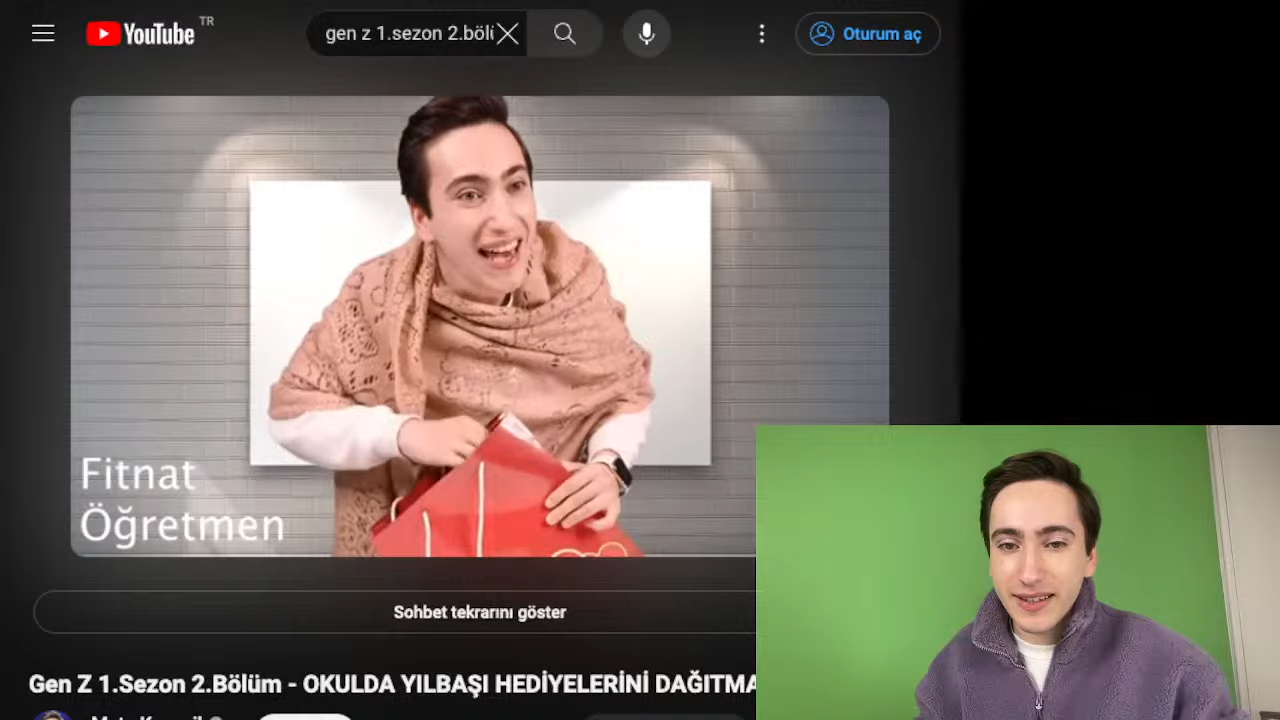 YouTube TR
gen z 1.sezon 2.böli
Oturum aç
Fitnat
Öğretmen
Sohbet tekrarını göster
Gen Z 1.Sezon 2.Bölüm - OKULDA YILBAŞI HEDİYELERİNİ DAĞITMA